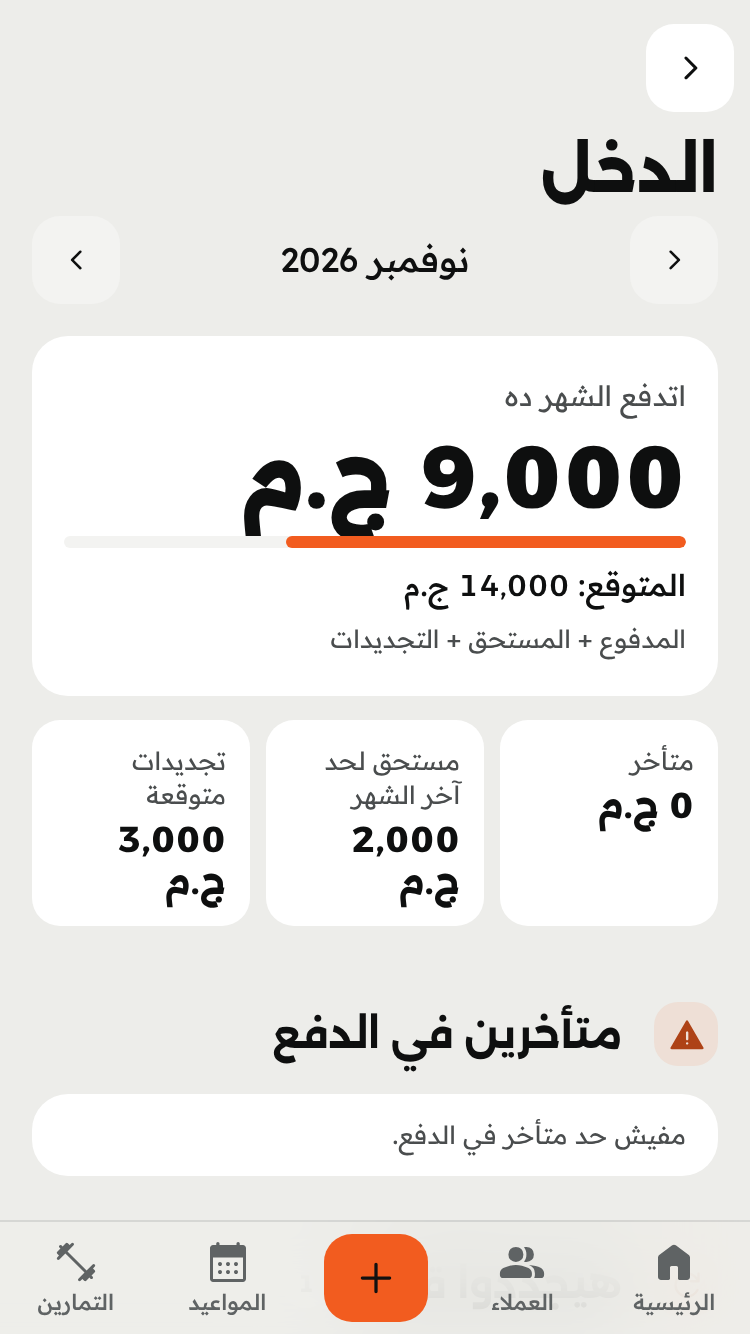 الدخل
نوفمبر 2026
اتدفع الشهر ده
9,000 ج.م
المتوقع: 14,000 ج.م
المدفوع + المستحق + التجديدات
متأخر
0 ج.م
مستحق لحد
آخر الشهر
2,000
ج.م
تجديدات
متوقعة
3,000
ج.م
متأخرين في الدفع
مفيش حد متأخر في الدفع.
الرئيسية
العملاء
المواعيد
التمارين